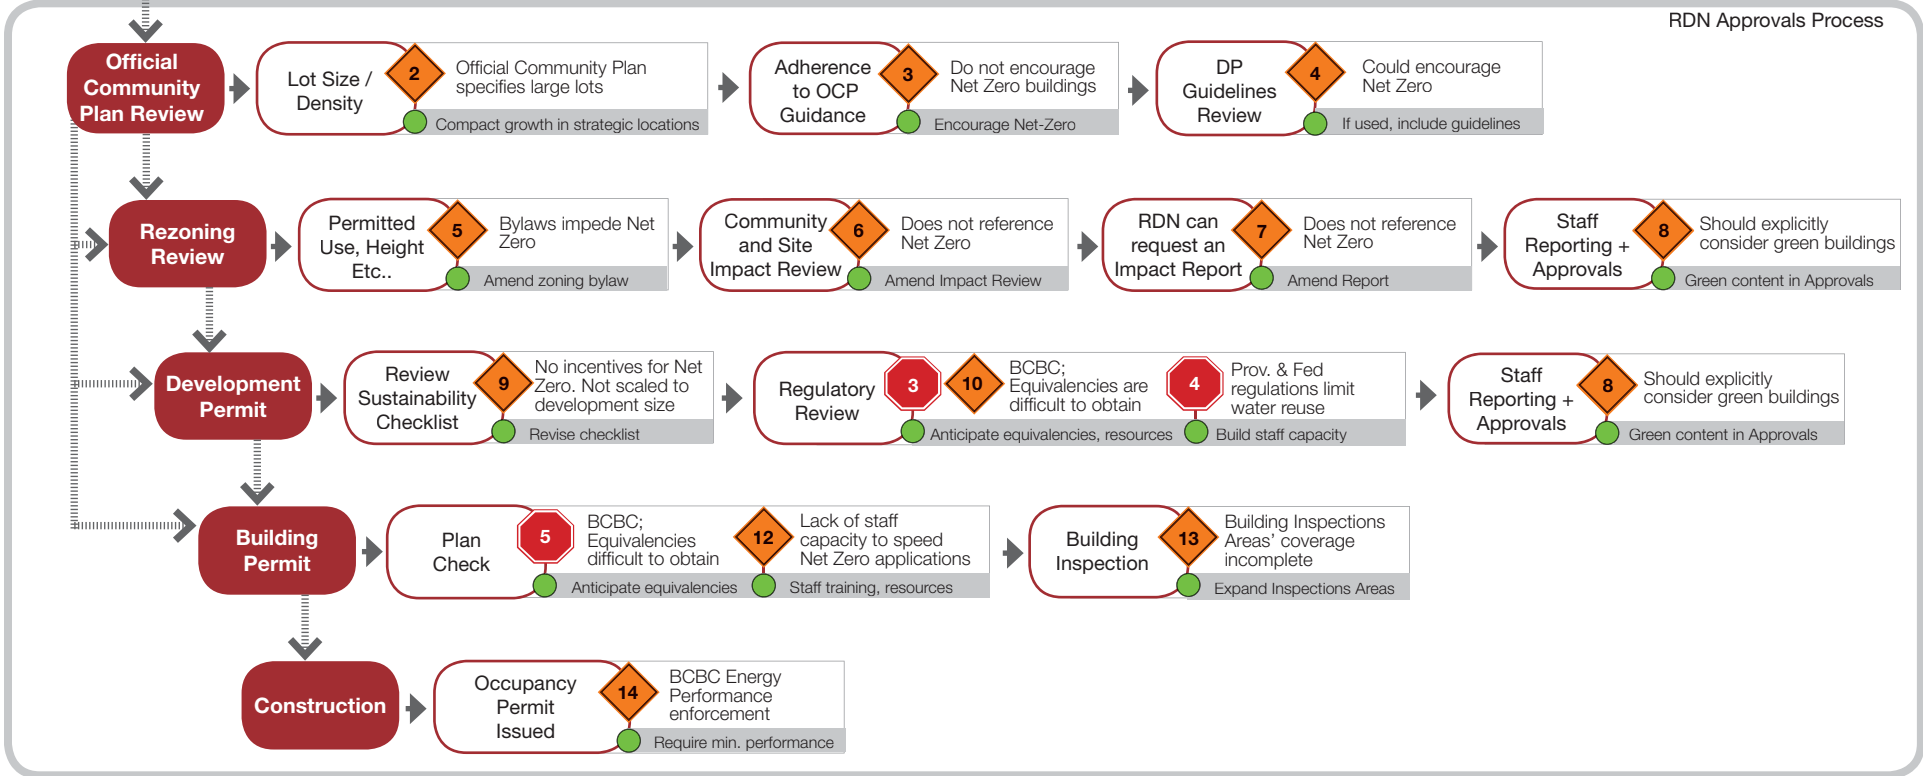 RDN Approvals Process
Official
Community
Plan Review
Lot Size /
Density
2
Official Community Plan
specifies large lots
Compact growth in strategic locations
Adherence
to OCP
Guidance
3
Do not encourage
Net Zero buildings
Encourage Net-Zero
DP
Guidelines
Review
4
Could encourage
Net Zero
If used, include guidelines
Rezoning
Review
Permitted
Use, Height
Etc..
5
Bylaws impede Net
Zero
Amend zoning bylaw
Community
and Site
Impact Review
6
Does not reference
Net Zero
Amend Impact Review
RDN can
request an
Impact Report
7
Does not reference
Net Zero
Amend Report
Staff
Reporting +
Approvals
8
Should explicitly
consider green buildings
Green content in Approvals
Development
Permit
Review
Sustainability
Checklist
9
No incentives for Net
Zero. Not scaled to
development size
Revise checklist
Regulatory
Review
3
10
BCBC;
Equivalencies are
difficult to obtain
Anticipate equivalencies, resources
4
Prov. & Fed
regulations limit
water reuse
Build staff capacity
Staff
Reporting +
Approvals
8
Should explicitly
consider green buildings
Green content in Approvals
Building
Permit
Plan
Check
5
BCBC;
Equivalencies
difficult to obtain
Anticipate equivalencies
12
Lack of staff
capacity to speed
Net Zero applications
Staff training, resources
Building
Inspection
13
Building Inspections
Areas' coverage
incomplete
Expand Inspections Areas
Construction
Occupancy
Permit
Issued
14
BCBC Energy
Performance
enforcement
Require min. performance